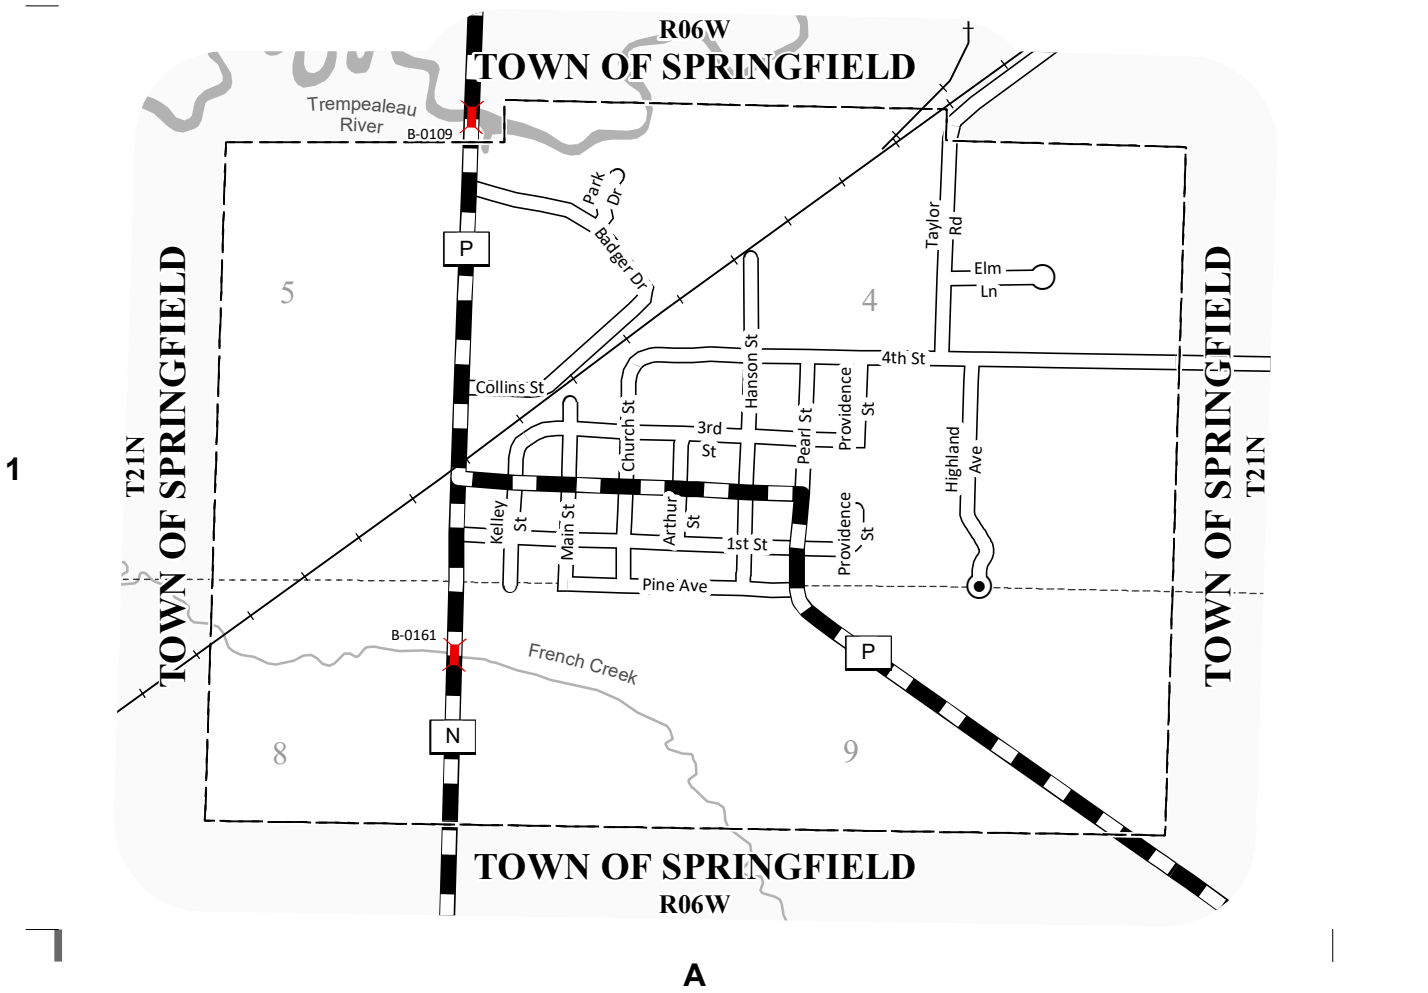 R06W
TOWN OF SPRINGFIELD
Trempealeau
River
B-0109
Park
Dr
Badger Dr
P
5
4
Taylor
Rd
Elm
Ln
TOWN OF SPRINGFIELD
T21N
1
Collins St
Hanson St
4th St
Providence
St
Church St
3rd
St
Pearl St
Highland
Ave
TOWN OF SPRINGFIELD
T21N
Kelley
St
Main St
Arthur
St
1st St
Providence
St
Pine Ave
B-0161
French Creek
P
N
8
9
TOWN OF SPRINGFIELD
R06W
A